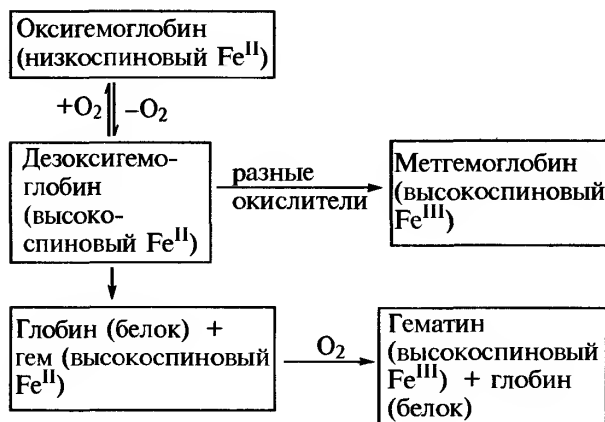 Оксигемоглобин
(низкоспиновый Fe^II)
+O₂ −O₂
Дезоксигемо-
глобин
(высоко-
спиновый Fe^II)
разные
окислители
Метгемоглобин
(высокоспиновый
Fe^III)
Глобин (белок) +
гем (высокоспиновый
Fe^II)
O₂
Гематин
(высокоспиновый
Fe^III) + глобин
(белок)